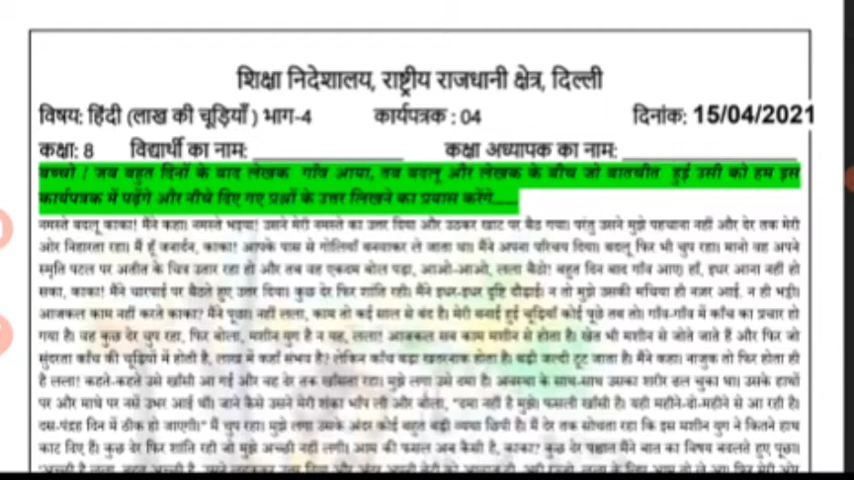 शिक्षा निदेशालय, राष्ट्रीय राजधानी क्षेत्र, दिल्ली
विषय: हिंदी (लाख की चूड़ियाँ ) भाग-4 कार्यपत्रक : 04 दिनांक: 15/04/2021
कक्षा: 8 विद्यार्थी का नाम: ____________________ कक्षा अध्यापक का नाम: ____________________
बच्चो ! जब बहुत दिनों के बाद लेखक गाँव आया, तब बदलू और लेखक के बीच जो बातचीत हुई उसी को हम इस
कार्यपत्रक में पढ़ेंगे और नीचे दिए गए प्रश्नों के उत्तर लिखने का प्रयास करेंगे.....
नमस्ते बदलू काका! मैंने कहा। नमस्ते भइया! उसने मेरी नमस्ते का उत्तर दिया और उठकर खाट पर बैठ गया। परंतु उसने मुझे पहचाना नहीं और देर तक मेरी
ओर निहारता रहा। मैं हूँ जनार्दन, काका! आपके पास से गोलियाँ बनवाकर ले जाता था। मैंने अपना परिचय दिया। बदलू फिर भी चुप रहा। मानो वह अपने
स्मृति पटल पर अतीत के चित्र उतार रहा हो और तब वह एकदम बोल पड़ा, आओ-आओ, लला बैठो! बहुत दिन बाद गाँव आए। हाँ, इधर आना नहीं हो
सका, काका! मैंने चारपाई पर बैठते हुए उत्तर दिया। कुछ देर फिर शांति रही। मैंने इधर-उधर दृष्टि दौड़ाई। न तो मुझे उसकी मचिया ही नज़र आई, न ही भट्ठी।
आजकल काम नहीं करते काका? मैंने पूछा। नहीं लला, काम तो कई साल से बंद है। मेरी बनाई हुई चूड़ियाँ कोई पूछे तब तो। गाँव-गाँव में काँच का प्रचार हो
गया है। वह कुछ देर चुप रहा, फिर बोला, मशीन युग है न यह, लला! आजकल सब काम मशीन से होता है। खेत भी मशीन से जोते जाते हैं और फिर जो
सुंदरता काँच की चूड़ियों में होती है, लाख में कहाँ संभव है? लेकिन काँच बड़ा खतरनाक होता है। बड़ी जल्दी टूट जाता है। मैंने कहा। नाजुक तो फिर होता ही
है लला! कहते-कहते उसे खाँसी आ गई और वह देर तक खाँसता रहा। मुझे लगा उसे दमा है। अवस्था के साथ-साथ उसका शरीर ढल चुका था। उसके हाथों
पर और माथे पर नसें उभर आई थीं। जाने कैसे उसने मेरी शंका भाँप ली और बोला, "दमा नहीं है मुझे। फसली खाँसी है। यही महीने-दो-महीने से आ रही है।
दस-पंद्रह दिन में ठीक हो जाएगी।" मैं चुप रहा। मुझे लगा उसके अंदर कोई बहुत बड़ी व्यथा छिपी है। मैं देर तक सोचता रहा कि इस मशीन युग ने कितने हाथ
काट दिए हैं। कुछ देर फिर शांति रही जो मुझे अच्छी नहीं लगी। आम की फसल अब कैसी है, काका? कुछ देर पश्चात मैंने बात का विषय बदलते हुए पूछा।